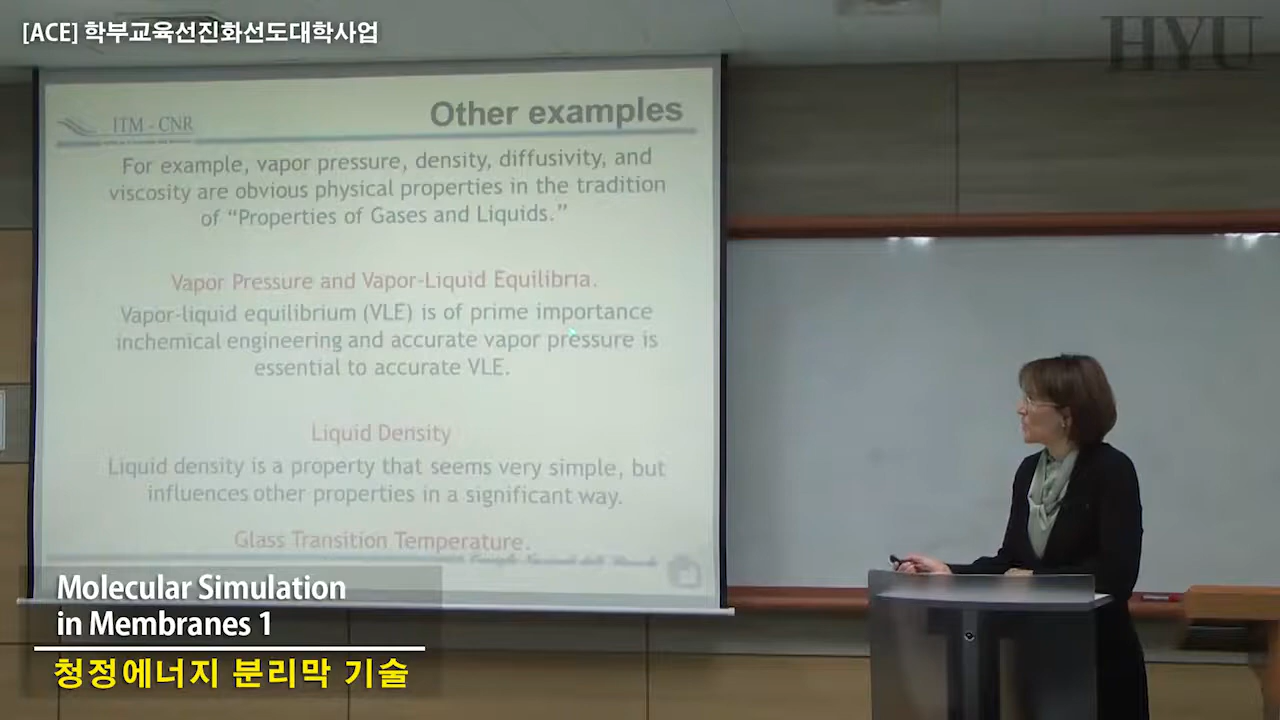 [ACE] 학부교육선진화선도대학사업
HYU
Other examples
ITM - CNR
For example, vapor pressure, density, diffusivity, and
viscosity are obvious physical properties in the tradition
of “Properties of Gases and Liquids.”
Vapor Pressure and Vapor-Liquid Equilibria.
Vapor-liquid equilibrium (VLE) is of prime importance
inchemical engineering and accurate vapor pressure is
essential to accurate VLE.
Liquid Density
Liquid density is a property that seems very simple, but
influences other properties in a significant way.
Glass Transition Temperature.
Molecular Simulation
in Membranes 1
청정에너지 분리막 기술